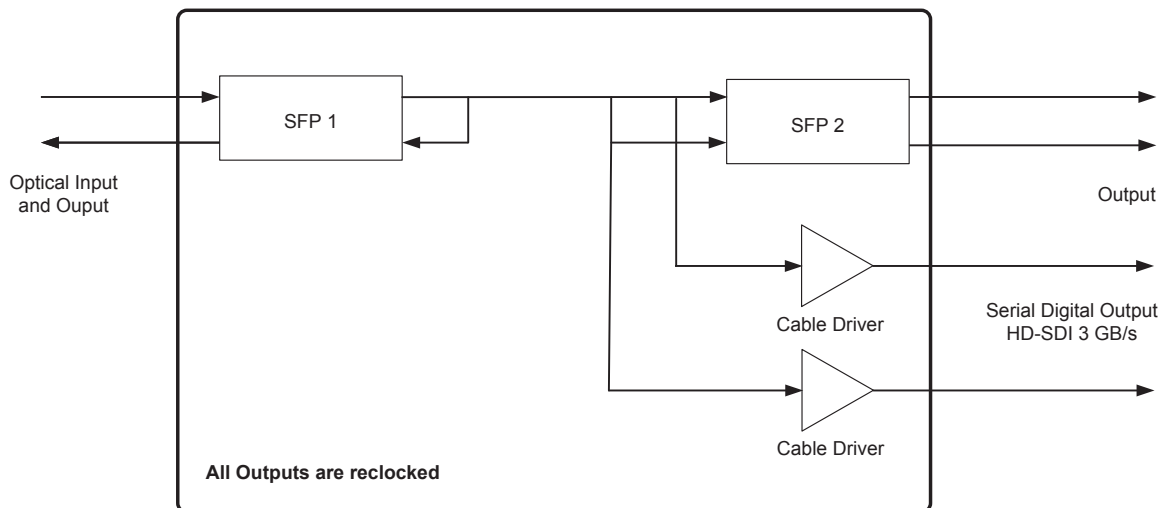 SFP 1
SFP 2
Optical Input
and Ouput
Output
Cable Driver
Serial Digital Output
HD-SDI 3 GB/s
Cable Driver
All Outputs are reclocked